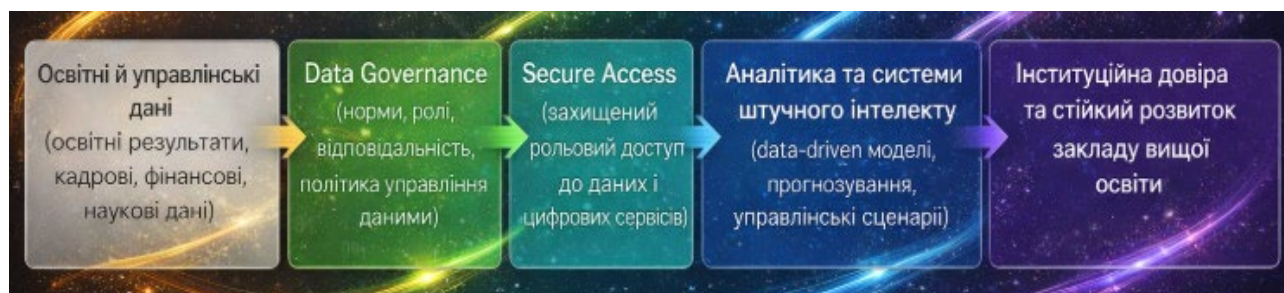 Освітні й управлінські
дані
(освітні результати,
кадрові, фінансові,
наукові дані)
Data Governance
(норми, ролі,
відповідальність,
політика управління
даними)
Secure Access
(захищений
рольовий доступ
до даних і
цифрових сервісів)
Аналітика та системи
штучного інтелекту
(data-driven моделі,
прогнозування,
управлінські сценарії)
Інституційна довіра
та стійкий розвиток
закладу вищої
освіти